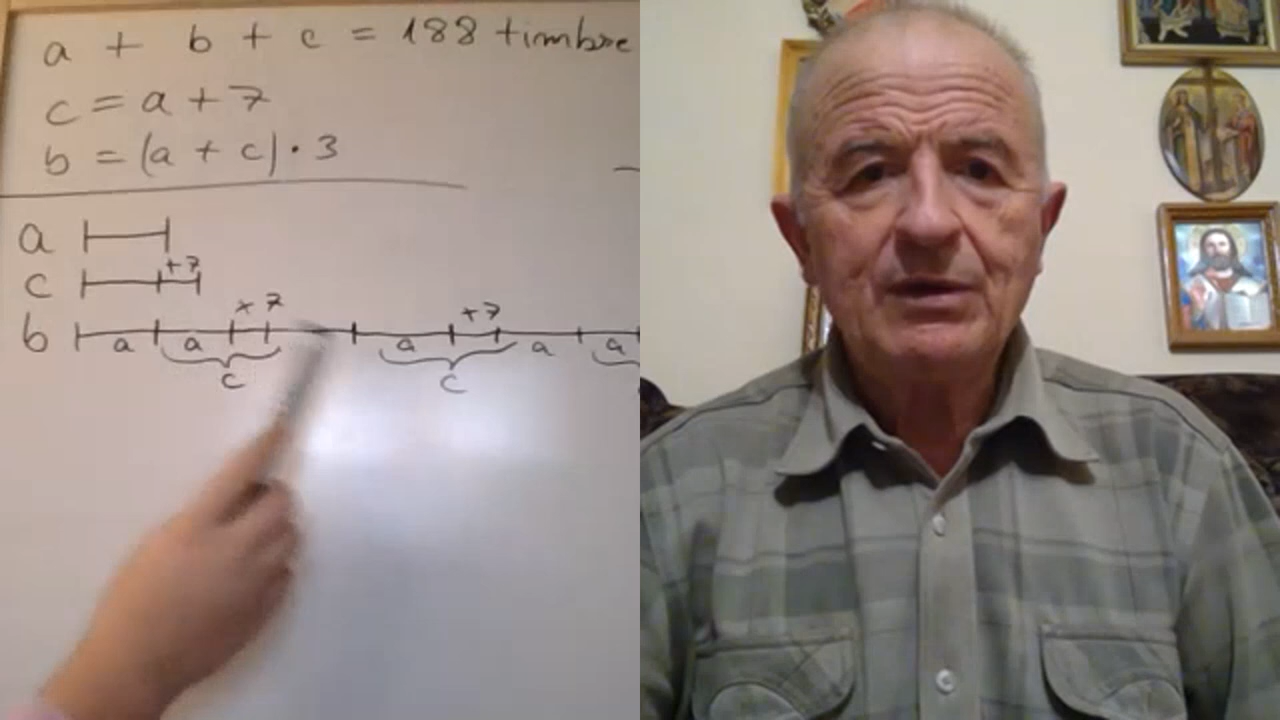 a + b + c = 188 timbre
c = a + 7
b = (a + c) · 3
a
c +7
+7 +7
b a a a a a
c c